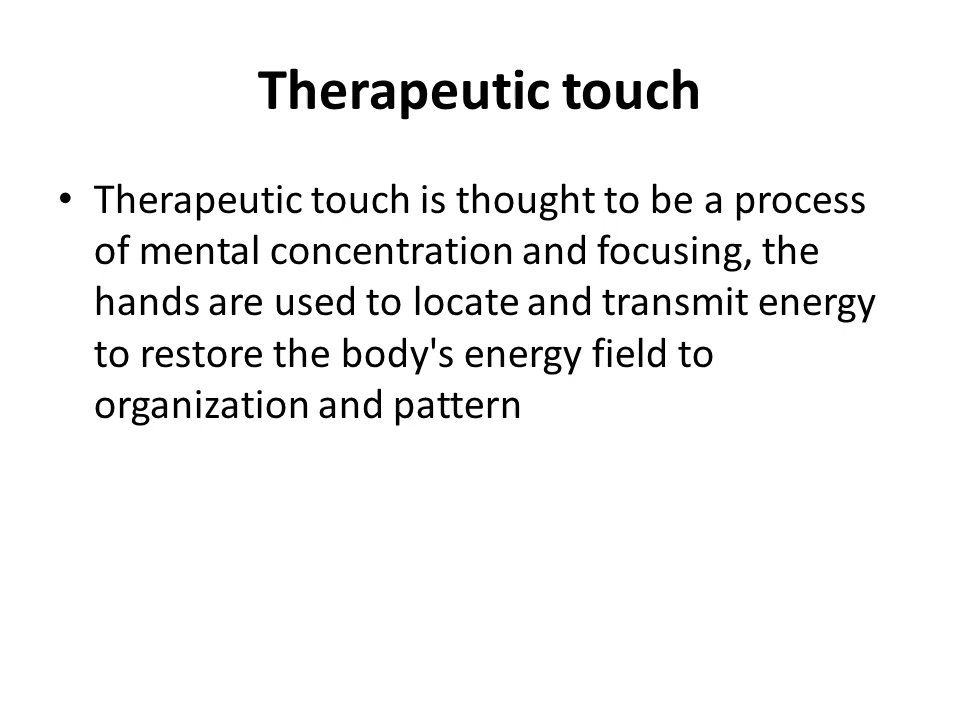 Therapeutic touch
• Therapeutic touch is thought to be a process
of mental concentration and focusing, the
hands are used to locate and transmit energy
to restore the body's energy field to
organization and pattern